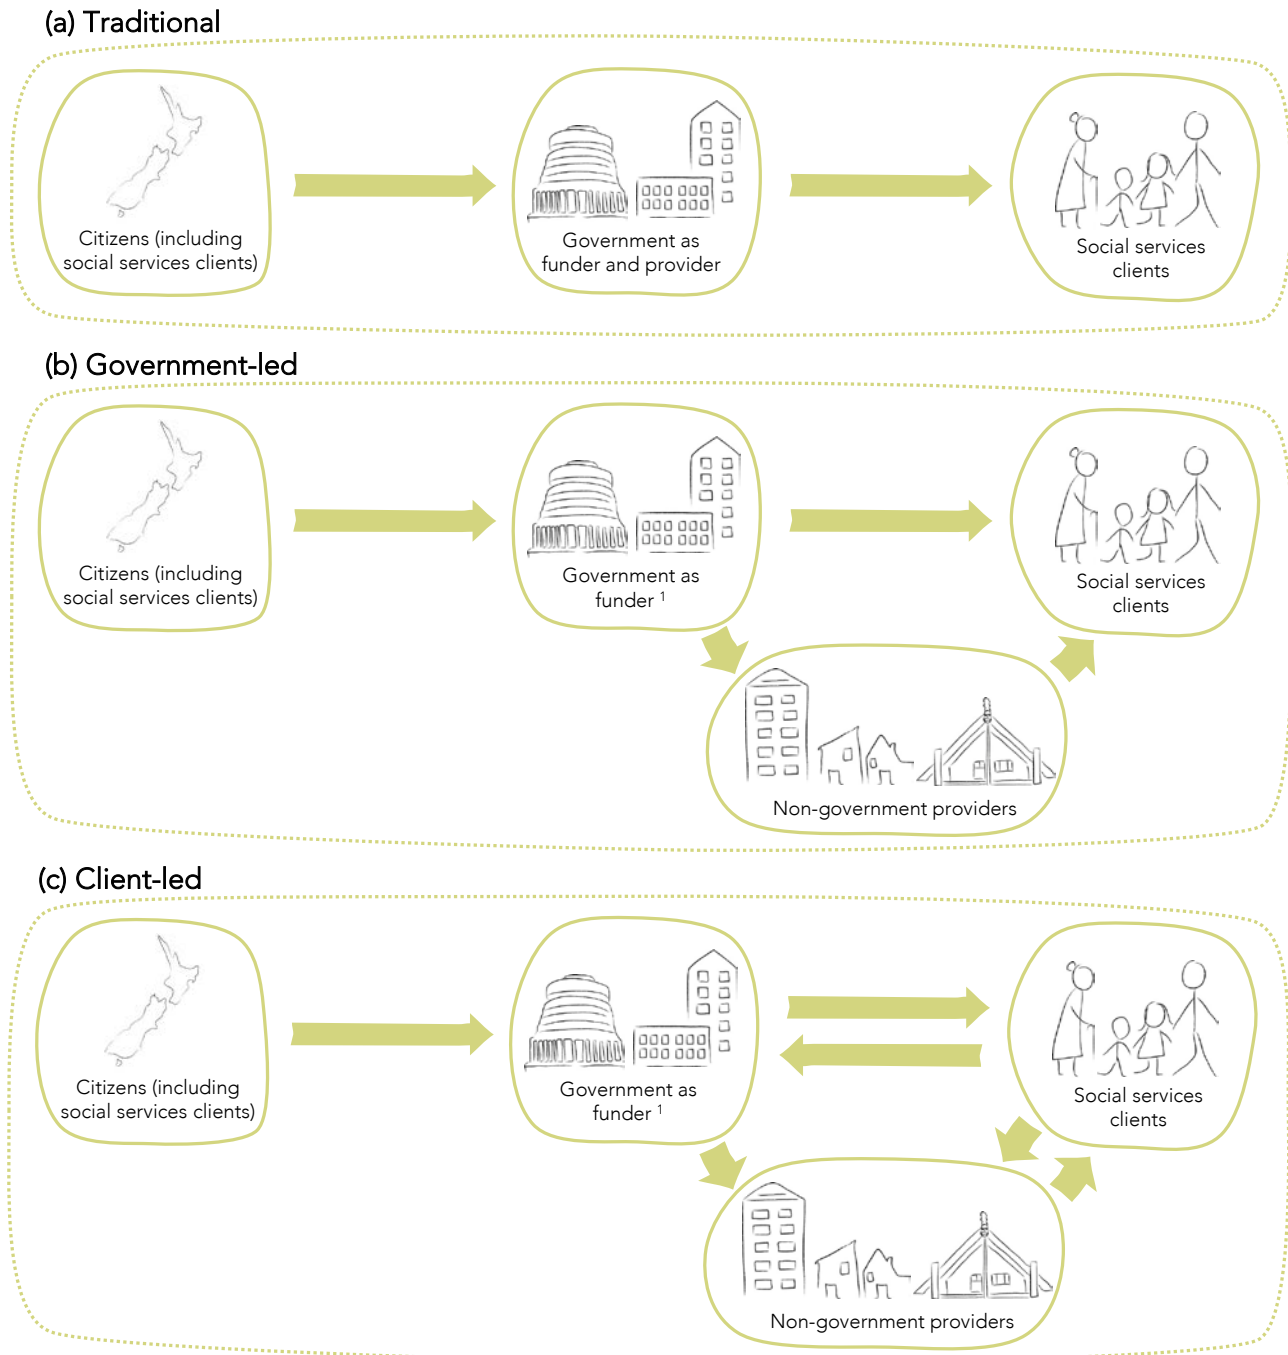 (a) Traditional
Citizens (including
social services clients)
Government as
funder and provider
Social services
clients
(b) Government-led
Citizens (including
social services clients)
Government as
funder 1
Social services
clients
Non-government providers
(c) Client-led
Citizens (including
social services clients)
Government as
funder 1
Social services
clients
Non-government providers